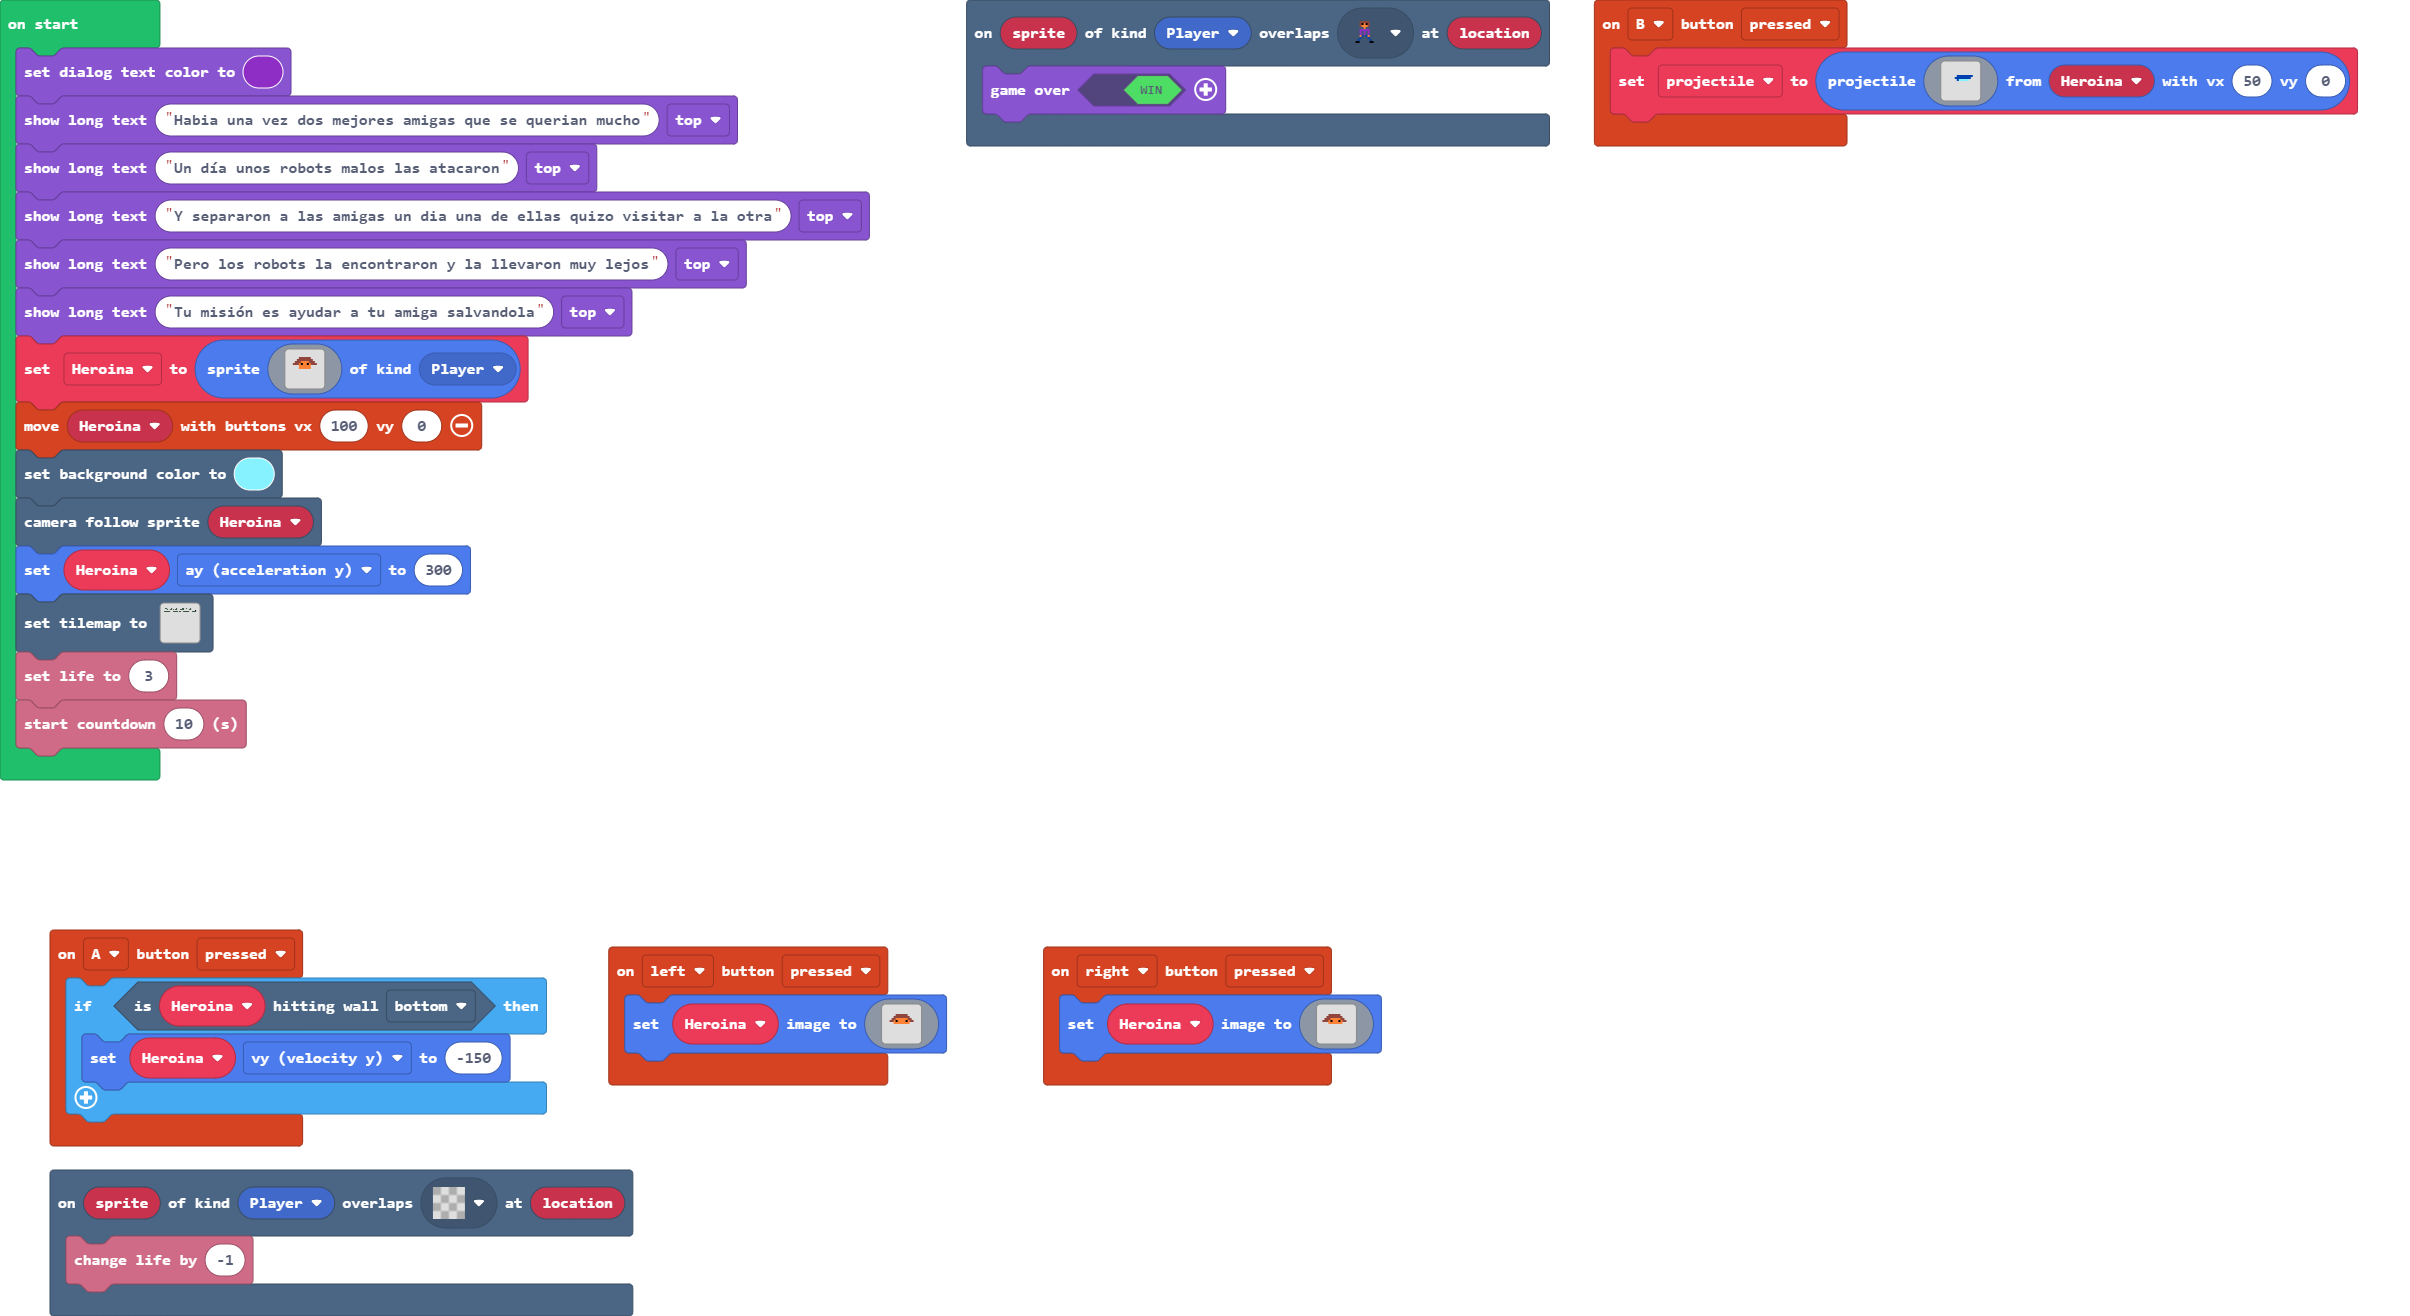 on start
set dialog text color to
show long text "Habia una vez dos mejores amigas que se querian mucho" top
show long text "Un día unos robots malos las atacaron" top
show long text "Y separaron a las amigas un dia una de ellas quizo visitar a la otra" top
show long text "Pero los robots la encontraron y la llevaron muy lejos" top
show long text "Tu misión es ayudar a tu amiga salvandola" top
set Heroina to sprite of kind Player
move Heroina with buttons vx 100 vy 0
set background color to
camera follow sprite Heroina
set Heroina ay (acceleration y) to 300
set tilemap to
set life to 3
start countdown 10 (s)
on sprite of kind Player overlaps at location
game over WIN
on B button pressed
set projectile to projectile from Heroina with vx 50 vy 0
on A button pressed
if is Heroina hitting wall bottom then
set Heroina vy (velocity y) to -150
on left button pressed
set Heroina image to
on right button pressed
set Heroina image to
on sprite of kind Player overlaps at location
change life by -1